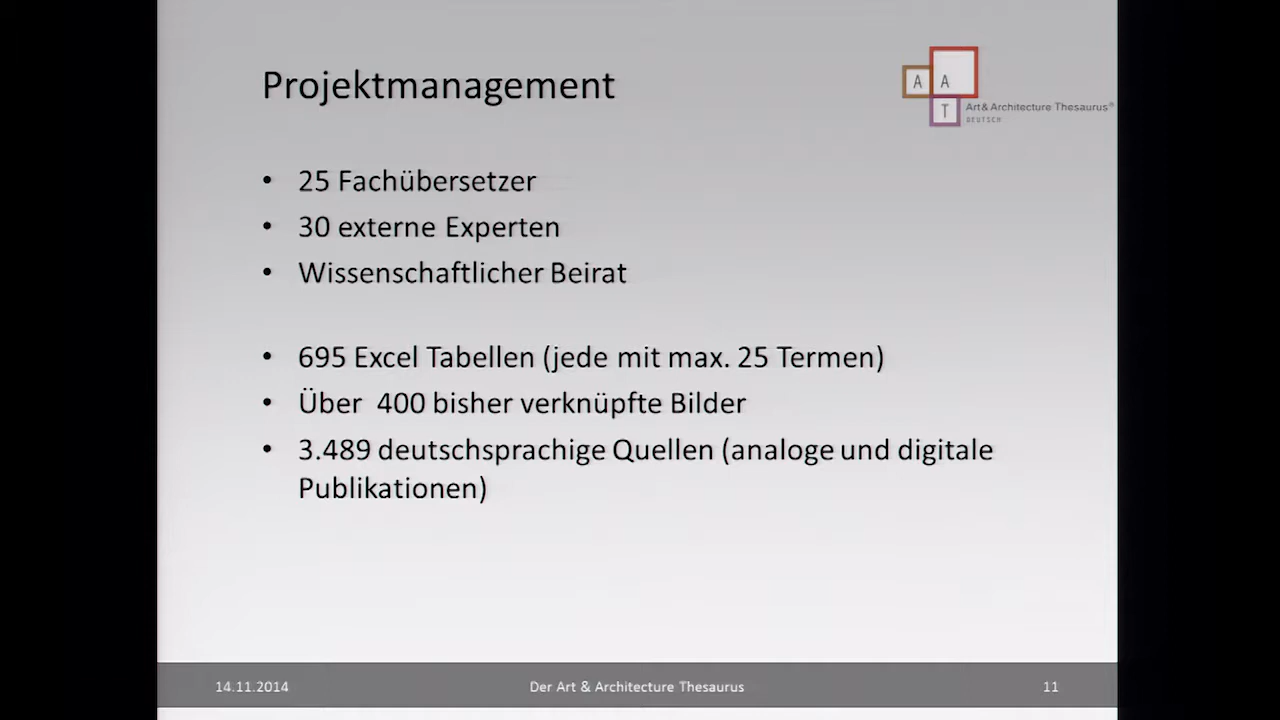 Projektmanagement
A A
T
Art & Architecture Thesaurus®
DEUTSCH
• 25 Fachübersetzer
• 30 externe Experten
• Wissenschaftlicher Beirat
• 695 Excel Tabellen (jede mit max. 25 Termen)
• Über 400 bisher verknüpfte Bilder
• 3.489 deutschsprachige Quellen (analoge und digitale
Publikationen)
14.11.2014 Der Art & Architecture Thesaurus 11